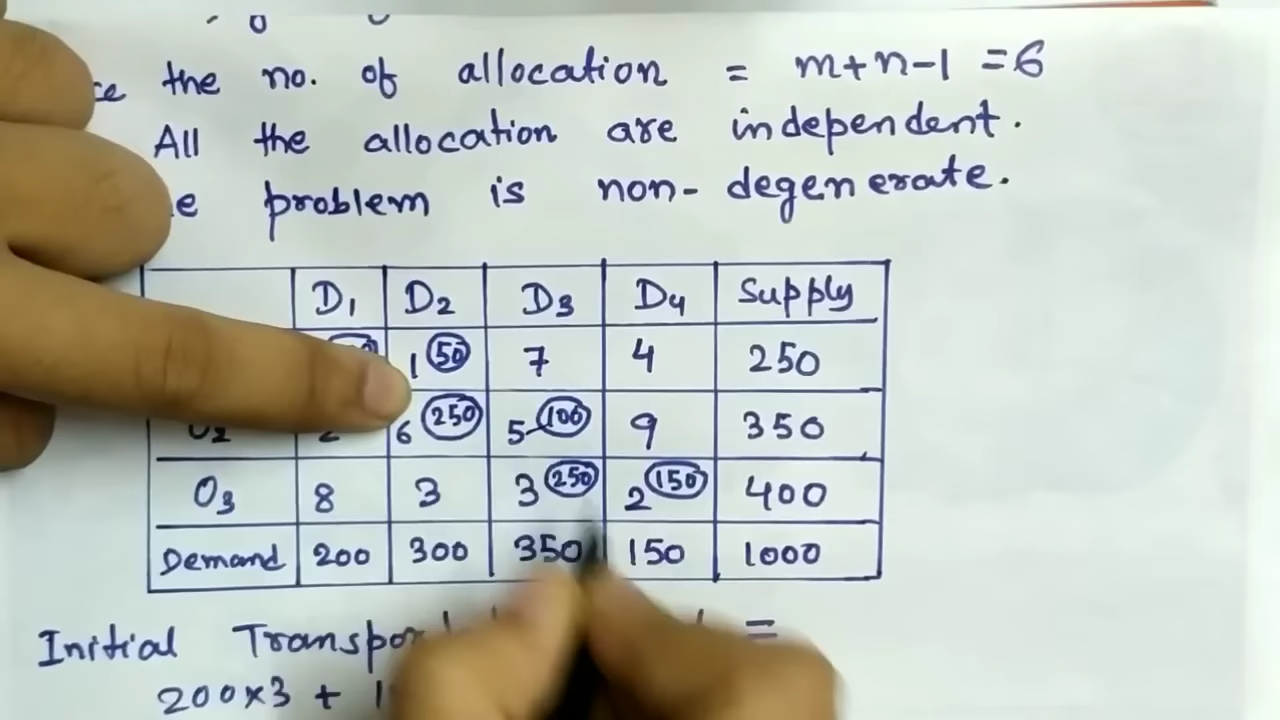 the no. of allocation = m+n-1 = 6
All the allocation are independent.
problem is non-degenerate.
D1 D2 D3 D4 Supply
1 50 7 4 250
6 250 5 100 9 350
O3 8 3 3 250 2 150 400
Demand 200 300 350 150 1000
Initial =
200×3 +